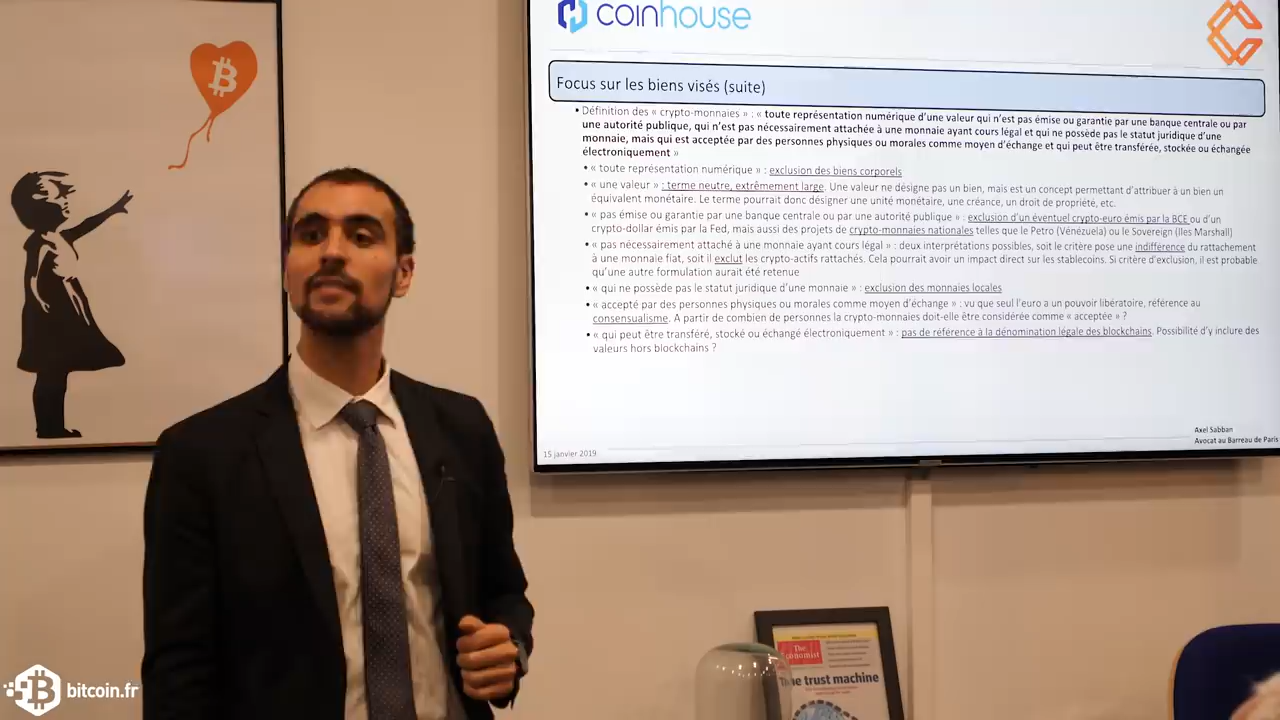 coinhouse
Focus sur les biens visés (suite)
• Définition des « crypto-monnaies » : « toute représentation numérique d'une valeur qui n'est pas émise ou garantie par une banque centrale ou par
une autorité publique, qui n'est pas nécessairement attachée à une monnaie ayant cours légal et qui ne possède pas le statut juridique d'une
monnaie, mais qui est acceptée par des personnes physiques ou morales comme moyen d'échange et qui peut être transférée, stockée ou échangée
électroniquement »
• « toute représentation numérique » : exclusion des biens corporels
• « une valeur » : terme neutre, extrêmement large. Une valeur ne désigne pas un bien, mais est un concept permettant d'attribuer à un bien un
équivalent monétaire. Le terme pourrait donc désigner une unité monétaire, une créance, un droit de propriété, etc.
• « pas émise ou garantie par une banque centrale ou par une autorité publique » : exclusion d'un éventuel crypto-euro émis par la BCE ou d'un
crypto-dollar émis par la Fed, mais aussi des projets de crypto-monnaies nationales telles que le Petro (Vénézuela) ou le Sovereign (Iles Marshall)
• « pas nécessairement attaché à une monnaie ayant cours légal » : deux interprétations possibles, soit le critère pose une indifférence du rattachement
à une monnaie fiat, soit il exclut les crypto-actifs rattachés. Cela pourrait avoir un impact direct sur les stablecoins. Si critère d'exclusion, il est probable
qu'une autre formulation aurait été retenue
• « qui ne possède pas le statut juridique d'une monnaie » : exclusion des monnaies locales
• « accepté par des personnes physiques ou morales comme moyen d'échange » : vu que seul l'euro a un pouvoir libératoire, référence au
consensualisme. A partir de combien de personnes la crypto-monnaies doit-elle être considérée comme « acceptée » ?
• « qui peut être transféré, stocké ou échangé électroniquement » : pas de référence à la dénomination légale des blockchains. Possibilité d'y inclure des
valeurs hors blockchains ?
Axel Sabban
Avocat au Barreau de Paris
15 janvier 2019
The
Economist
The trust machine
bitcoin.fr